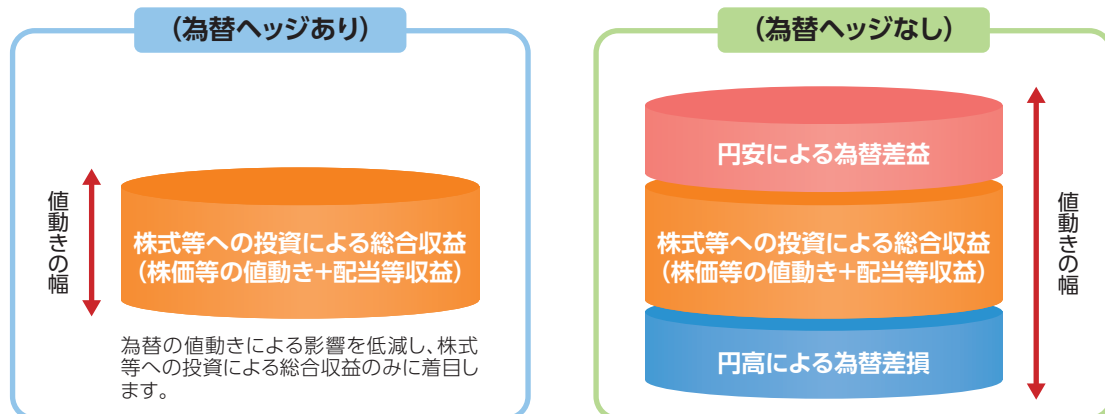 (為替ヘッジあり)
値動きの幅
株式等への投資による総合収益
(株価等の値動き+配当等収益)
為替の値動きによる影響を低減し、株式
等への投資による総合収益のみに着目し
ます。
(為替ヘッジなし)
円安による為替差益
株式等への投資による総合収益
(株価等の値動き+配当等収益)
円高による為替差損
値動きの幅